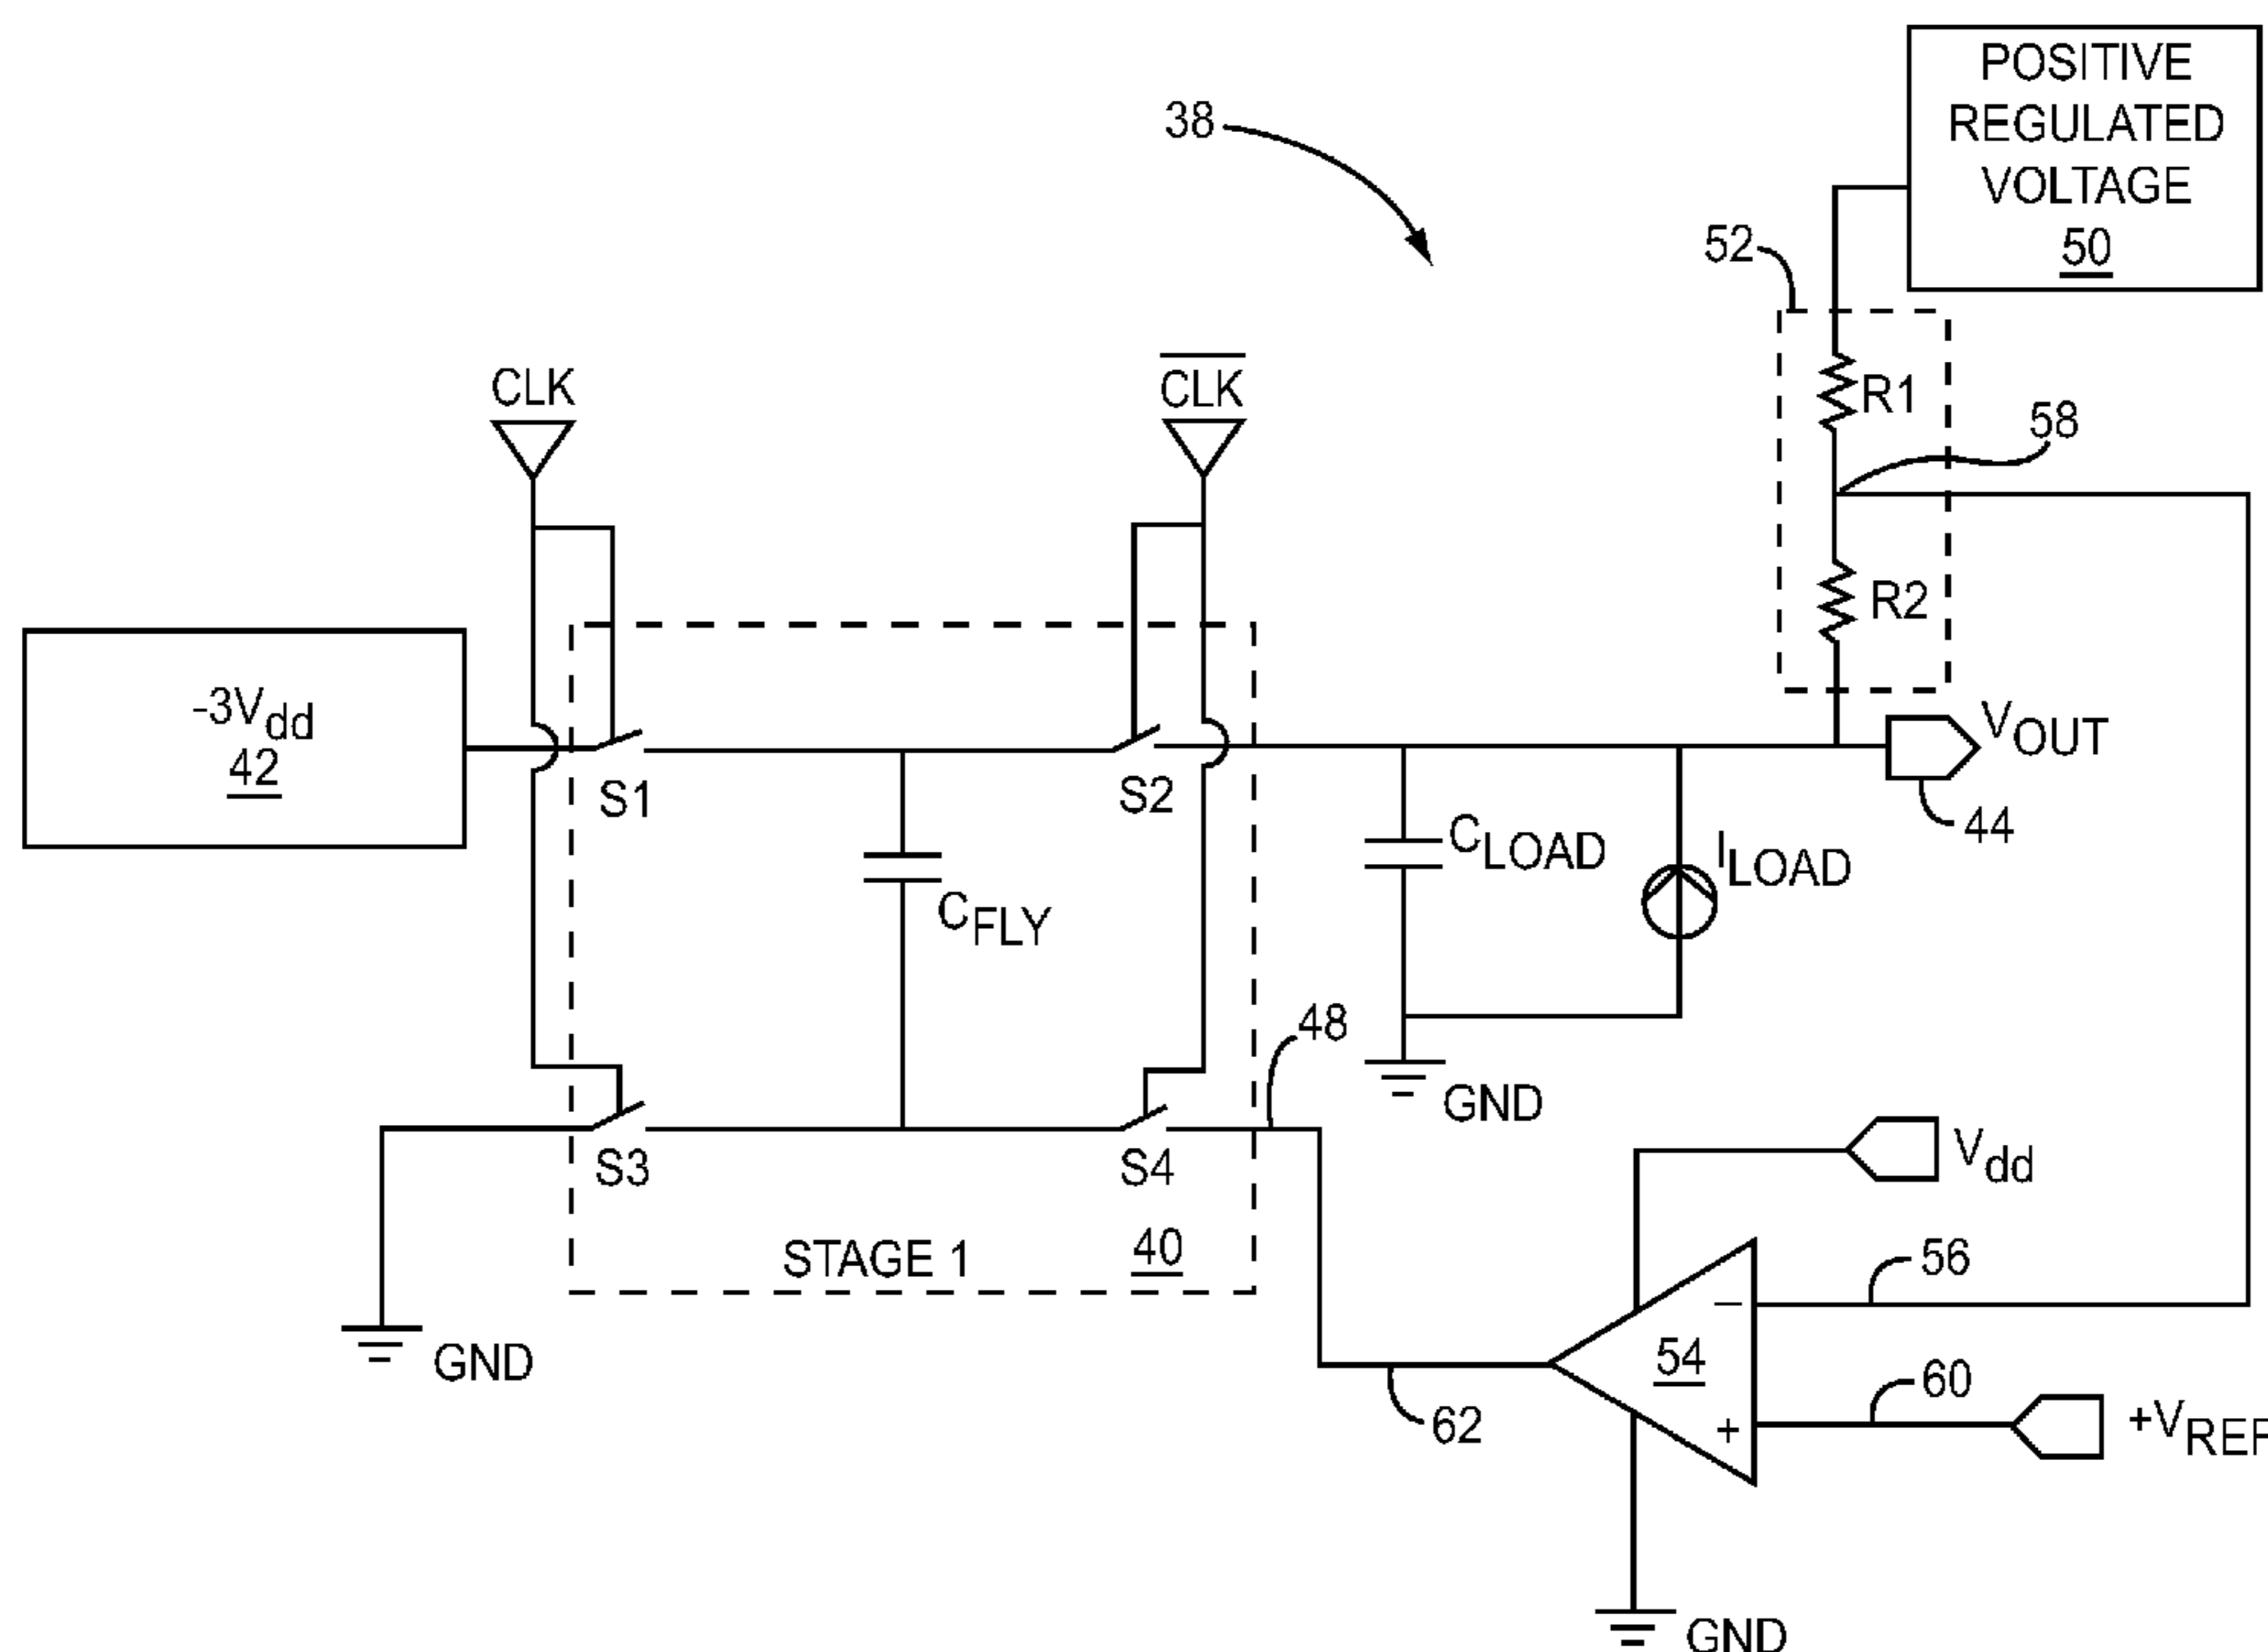 POSITIVE
REGULATED
VOLTAGE
50
38
52
R1
58
CLK
CLK
R2
-3Vdd
42
S1
S2
VOUT
44
CLOAD
ILOAD
CFLY
48
GND
S3
S4
Vdd
STAGE 1
40
56
GND
54
60
62
+VREF
GND